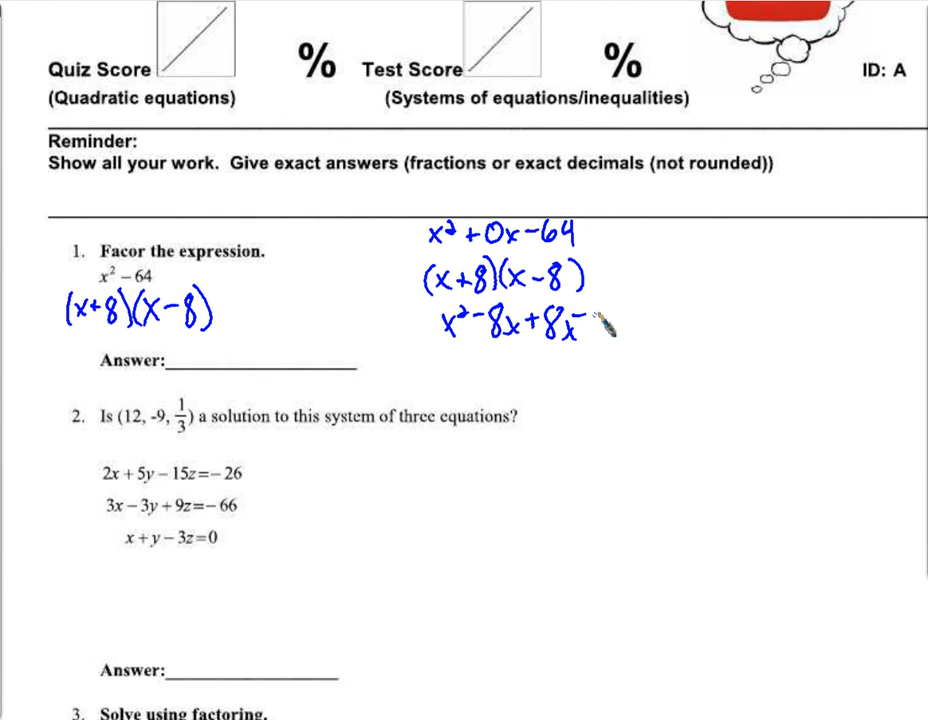 Quiz Score % Test Score % ID: A
(Quadratic equations) (Systems of equations/inequalities)
Reminder:
Show all your work. Give exact answers (fractions or exact decimals (not rounded))
x² + 0x - 64
1. Facor the expression.
x² – 64
(x+8)(x-8)
(x+8)(x-8)
x² - 8x + 8x -
Answer:____________________
2. Is (12, -9, 1/3) a solution to this system of three equations?
2x + 5y – 15z = – 26
3x – 3y + 9z = – 66
x + y – 3z = 0
Answer:__________________
3. Solve using factoring.